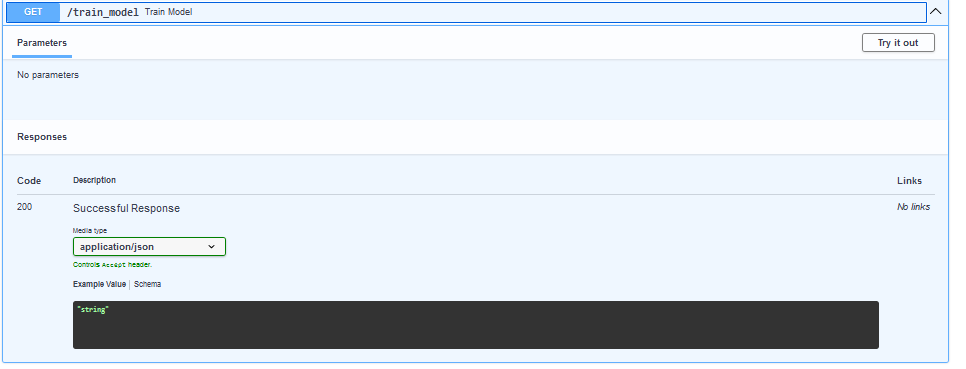 GET /train_model Train Model
Parameters
Try it out
No parameters
Responses
Code Description Links
200 Successful Response No links
Media type
application/json
Controls Accept header.
Example Value Schema
"string"